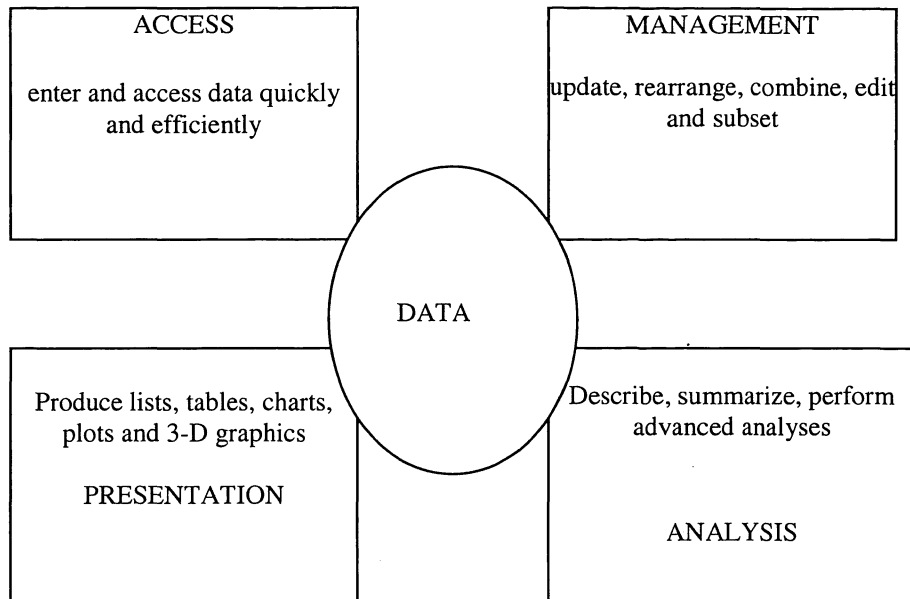 ACCESS
enter and access data quickly
and efficiently
MANAGEMENT
update, rearrange, combine, edit
and subset
DATA
Produce lists, tables, charts,
plots and 3-D graphics
PRESENTATION
Describe, summarize, perform
advanced analyses
ANALYSIS